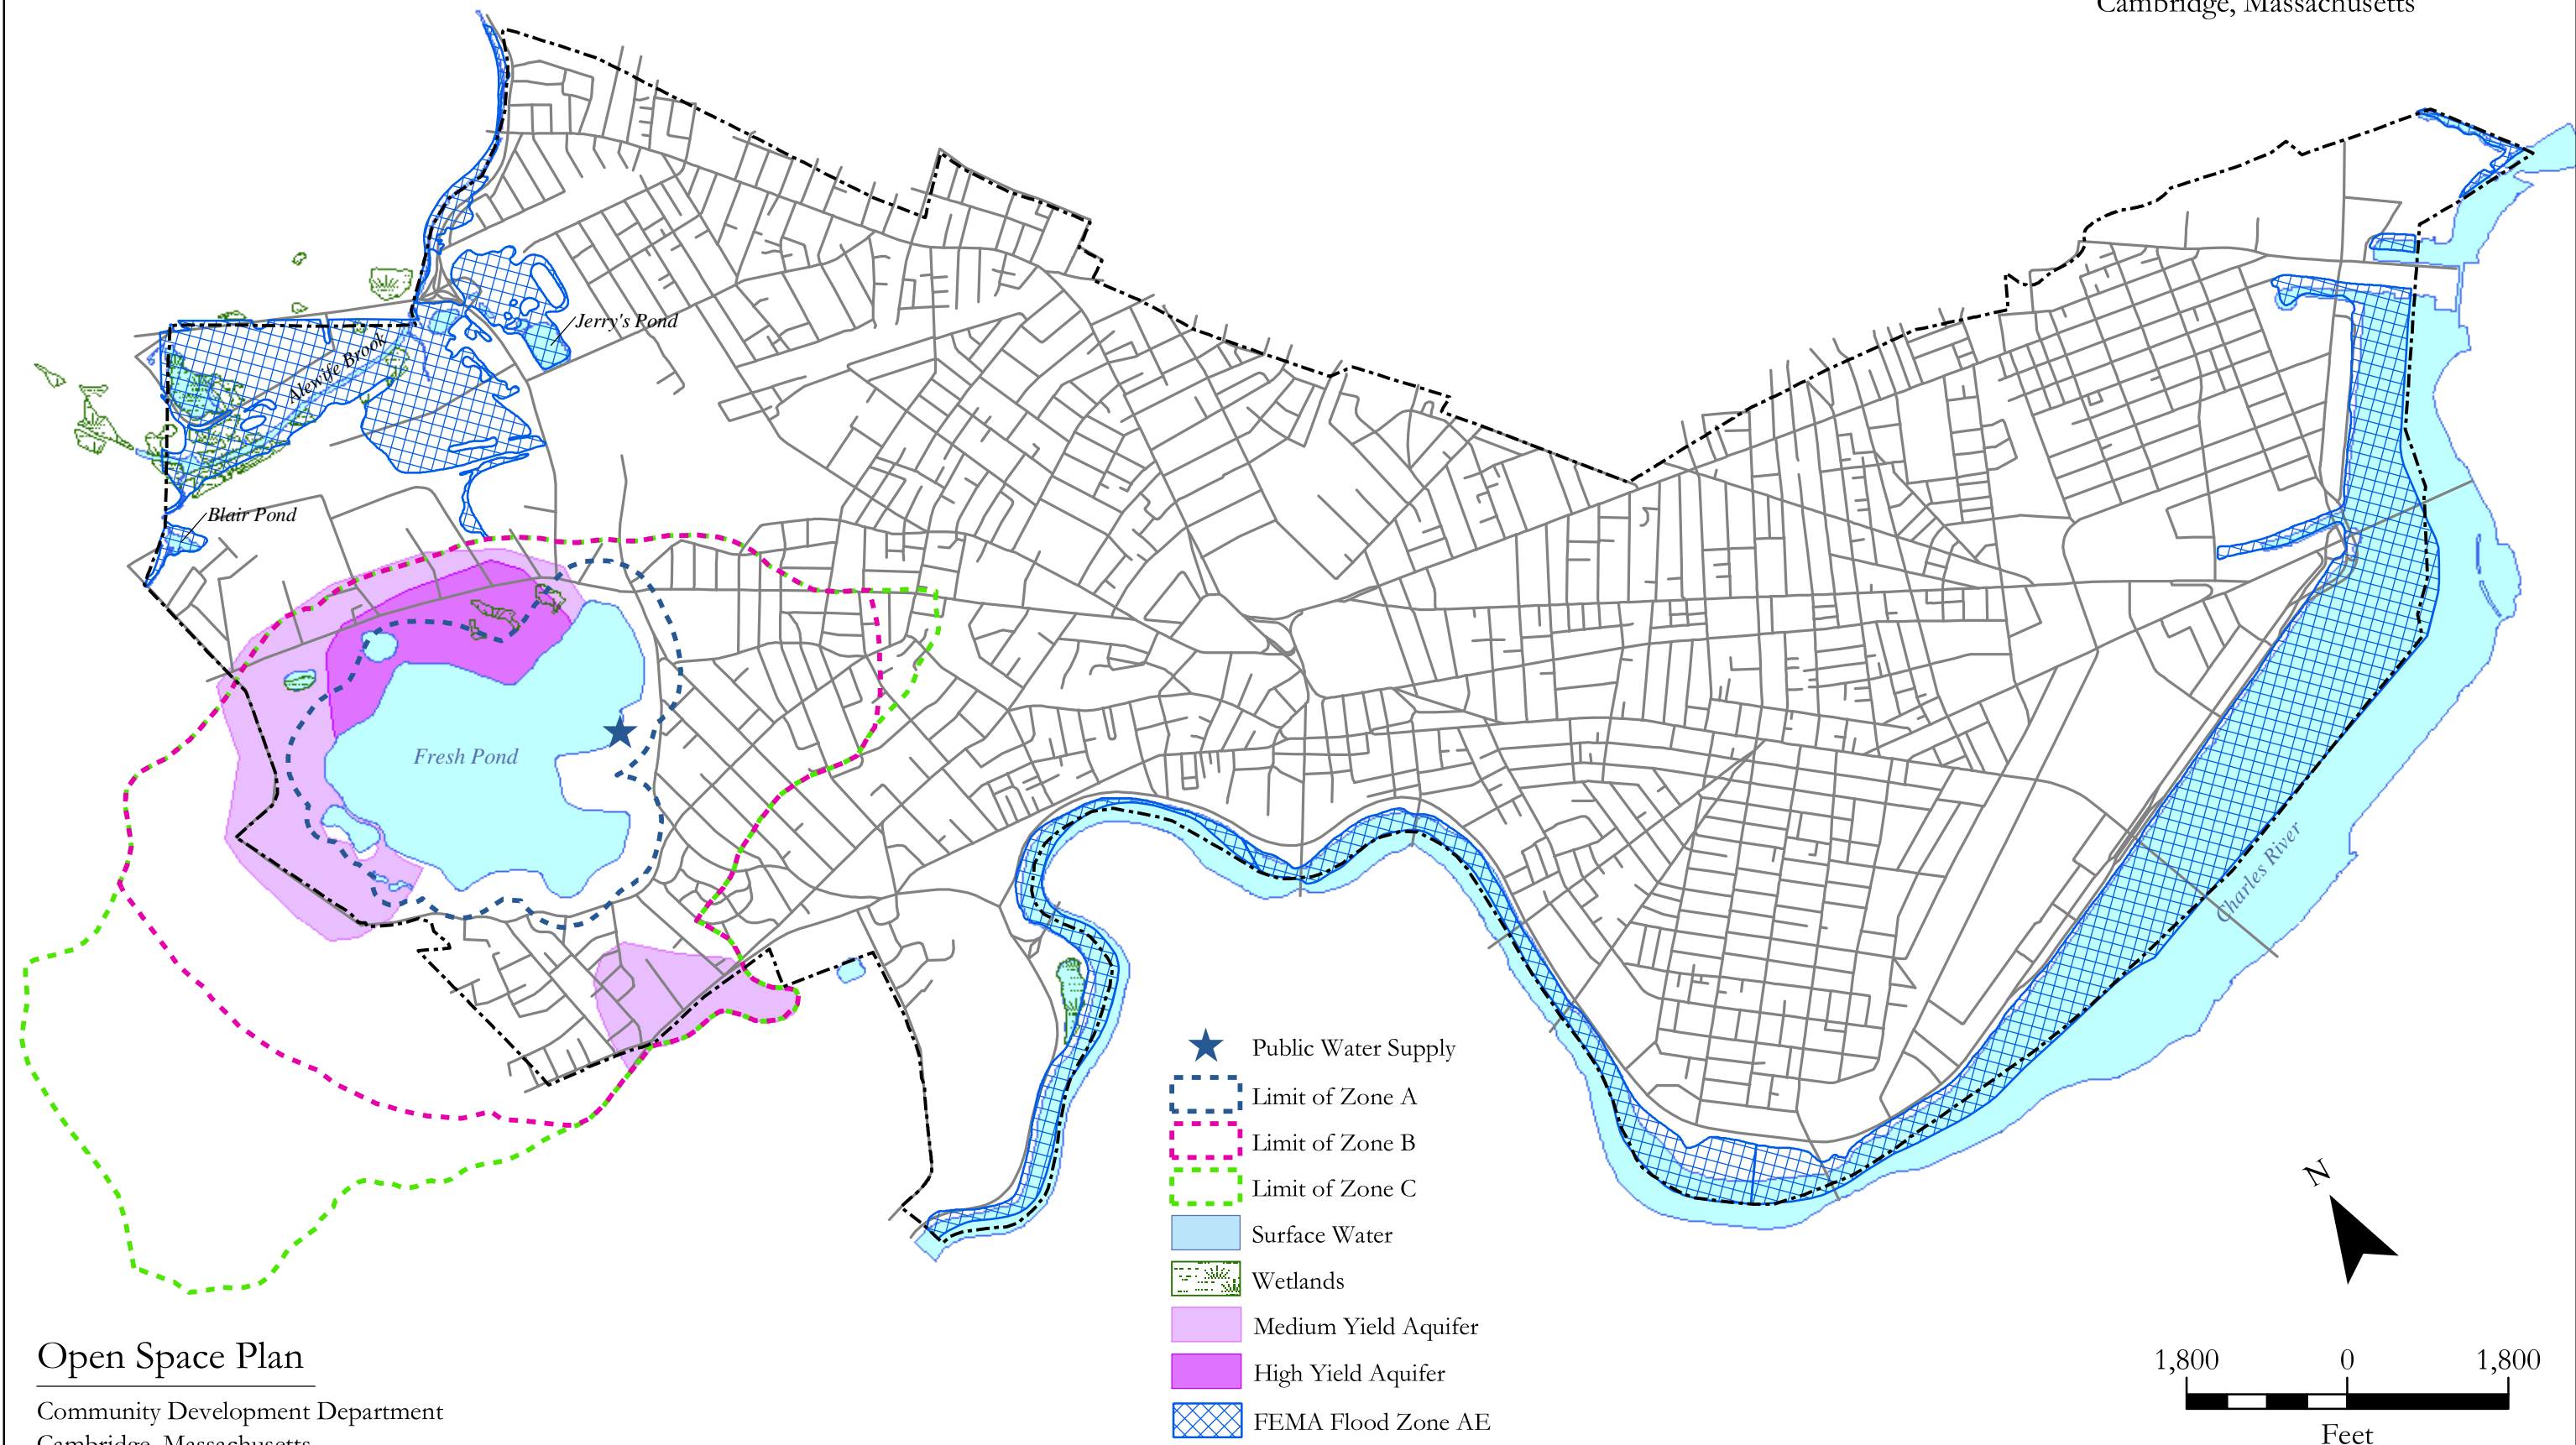 Cambridge, Massachusetts
Jerry's Pond
Alewife Brook
Blair Pond
Fresh Pond
Charles River
Public Water Supply
Limit of Zone A
Limit of Zone B
Limit of Zone C
Surface Water
Wetlands
Medium Yield Aquifer
High Yield Aquifer
FEMA Flood Zone AE
N
1,800 0 1,800
Feet
Open Space Plan
Community Development Department
Cambridge, Massachusetts